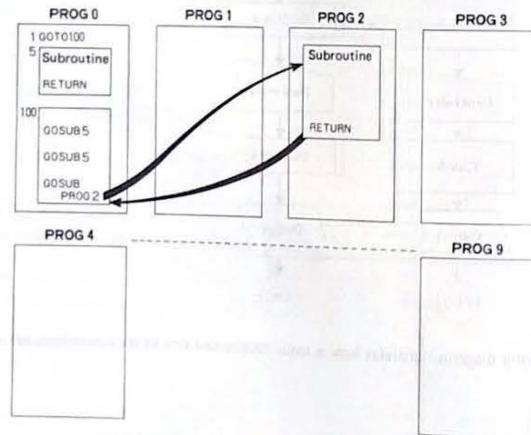 PROG 0
PROG 1
PROG 2
PROG 3
1 GOTO100
5
Subroutine
RETURN
100
GOSUB5
GOSUB5
GOSUB
PROG 2
Subroutine
RETURN
PROG 4
PROG 9